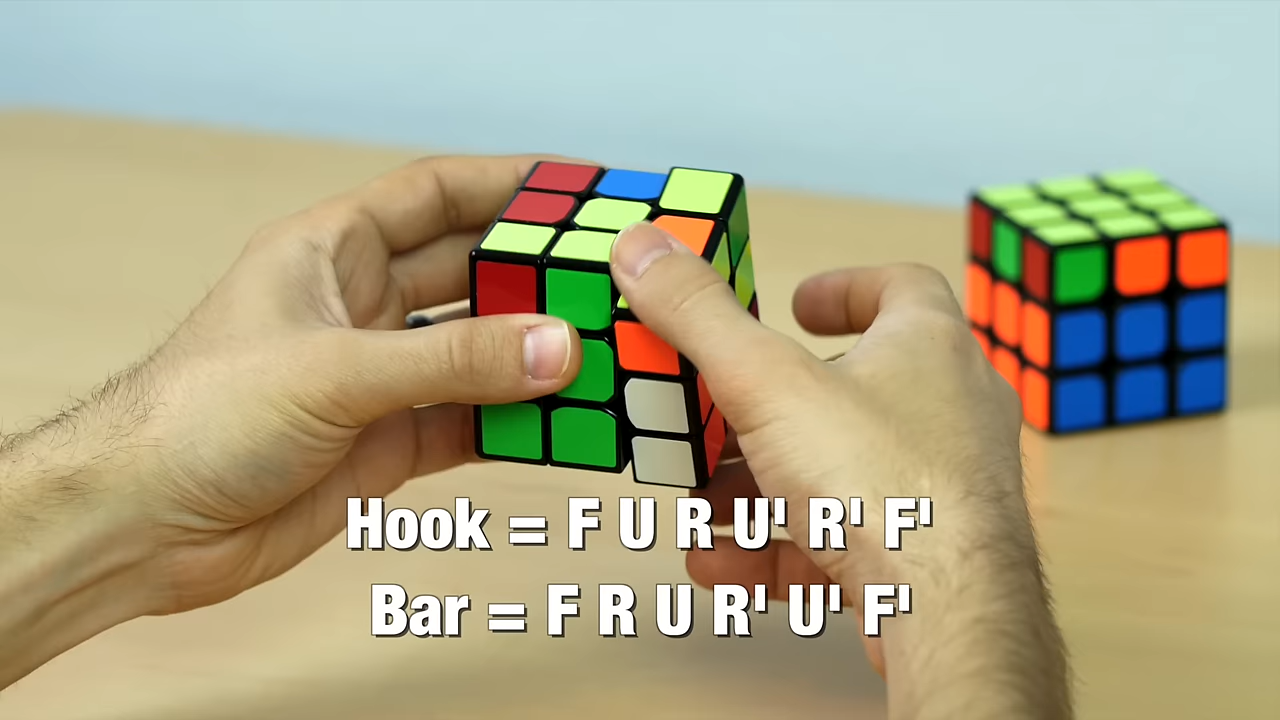 Hook = F U R U' R' F'
Bar = F R U R' U' F'